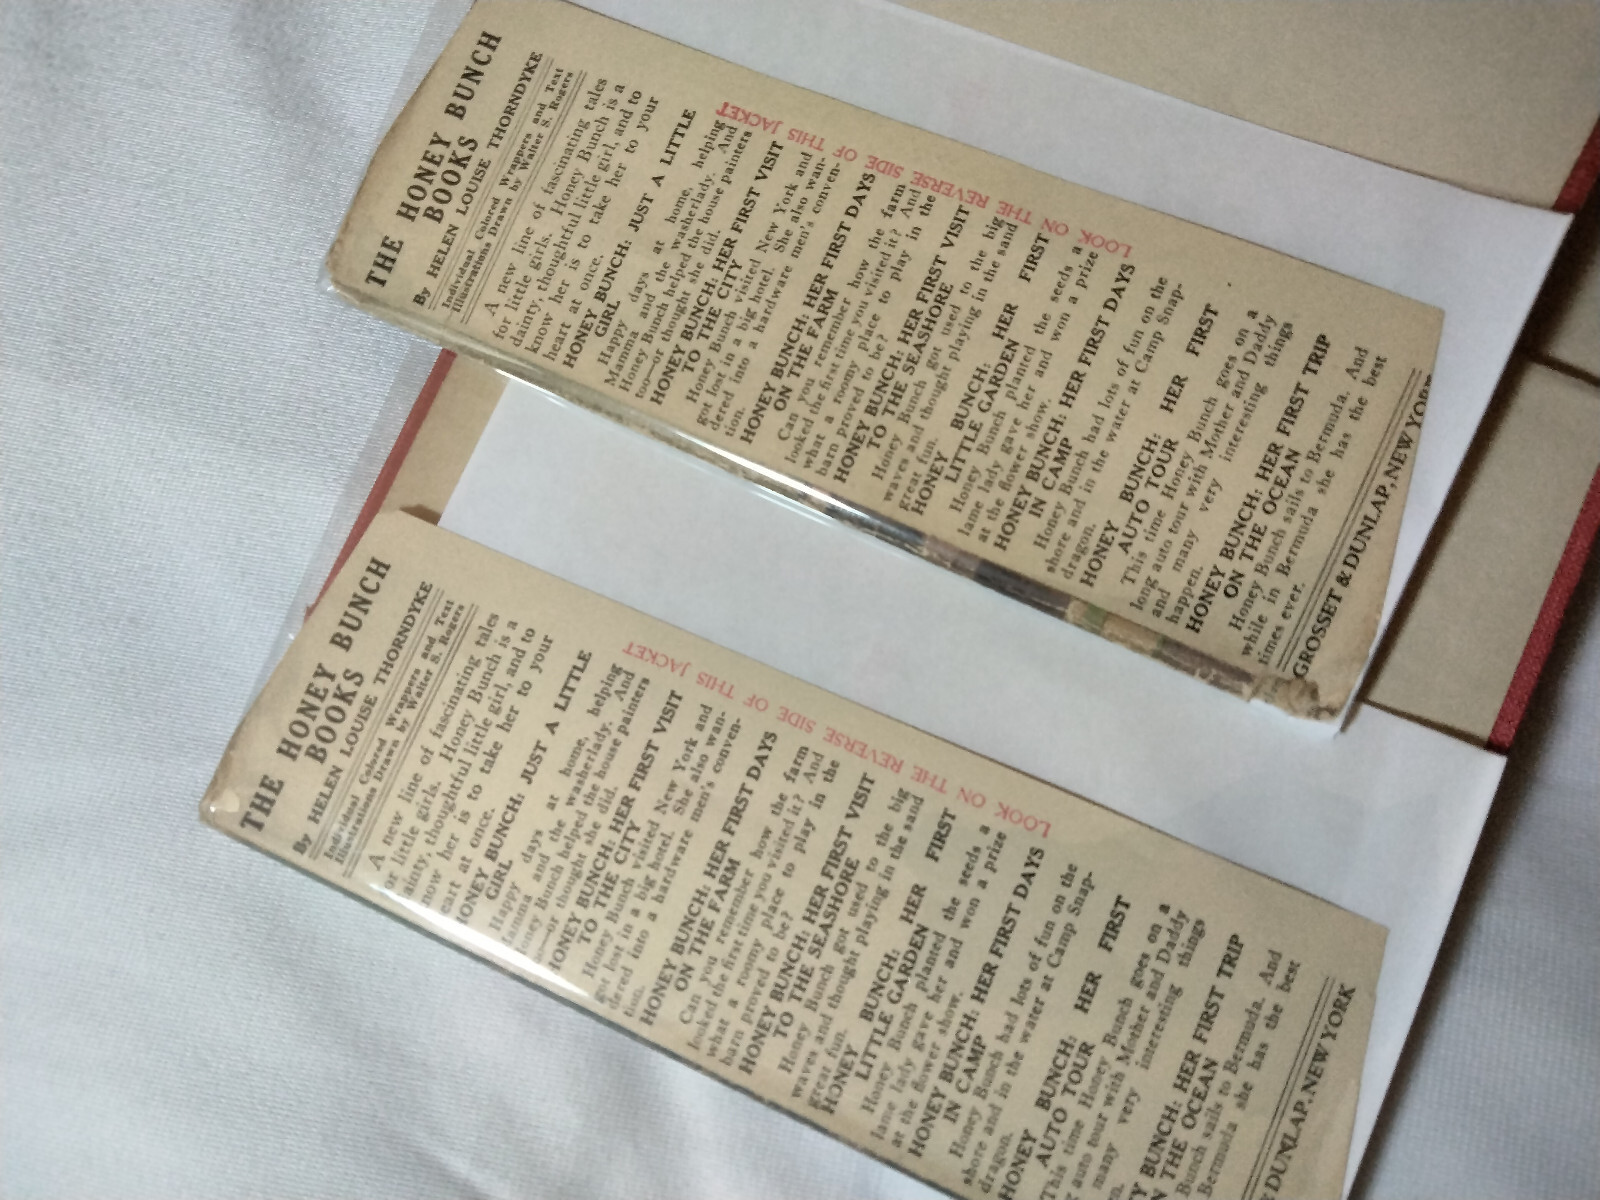 THE HONEY BUNCH
BOOKS
By HELEN LOUISE THORNDYKE
Individual Colored Wrappers and Text
Illustrations Drawn by Walter S. Rogers
A new line of fascinating tales
for little girls. Honey Bunch is a
dainty, thoughtful little girl, and to
know her is to take her to your
heart at once.
HONEY BUNCH: JUST A LITTLE
GIRL
Happy days at home, helping
Mamma and the washerlady. And
Honey Bunch helped the house painters
too—or thought she did.
HONEY BUNCH: HER FIRST VISIT
TO THE CITY
Honey Bunch visited New York and
got lost in a big hotel. She also wan-
dered into a hardware men's conven-
tion.
HONEY BUNCH: HER FIRST DAYS
ON THE FARM
Can you remember how the farm
looked the first time you visited it? And
what a roomy place to play in the
barn proved to be?
HONEY BUNCH: HER FIRST VISIT
TO THE SEASHORE
Honey Bunch got used to the big
waves and thought playing in the sand
great fun.
HONEY BUNCH: HER FIRST
LITTLE GARDEN
Honey Bunch planted the seeds a
lame lady gave her and won a prize
at the flower show.
HONEY BUNCH: HER FIRST DAYS
IN CAMP
Honey Bunch had lots of fun on the
shore and in the water at Camp Snap-
dragon.
HONEY BUNCH: HER FIRST
AUTO TOUR
This time Honey Bunch goes on a
long auto tour with Mother and Daddy
and many very interesting things
happen.
HONEY BUNCH: HER FIRST TRIP
ON THE OCEAN
Honey Bunch sails to Bermuda. And
while in Bermuda she has the best
times ever.
GROSSET & DUNLAP, NEW YORK
LOOK ON THE REVERSE SIDE OF THIS JACKET
THE HONEY BUNCH
BOOKS
By HELEN LOUISE THORNDYKE
Individual Colored Wrappers and Text
Illustrations Drawn by Walter S. Rogers
A new line of fascinating tales
or little girls. Honey Bunch is a
ainty, thoughtful little girl, and to
now her is to take her to your
eart at once.
HONEY BUNCH: JUST A LITTLE
GIRL
Happy days at home, helping
Mamma and the washerlady. And
Honey Bunch helped the house painters
—or thought she did.
HONEY BUNCH: HER FIRST VISIT
TO THE CITY
Honey Bunch visited New York and
got lost in a big hotel. She also wan-
dered into a hardware men's conven-
tion.
HONEY BUNCH: HER FIRST DAYS
ON THE FARM
Can you remember how the farm
looked the first time you visited it? And
what a roomy place to play in the
barn proved to be?
HONEY BUNCH: HER FIRST VISIT
TO THE SEASHORE
Honey Bunch got used to the big
waves and thought playing in the sand
great fun.
HONEY BUNCH: HER FIRST
LITTLE GARDEN
Honey Bunch planted the seeds a
lame lady gave her and won a prize
at the flower show.
HONEY BUNCH: HER FIRST DAYS
IN CAMP
Honey Bunch had lots of fun on the
shore and in the water at Camp Snap-
dragon.
HONEY BUNCH: HER FIRST
AUTO TOUR
This time Honey Bunch goes on a
auto tour with Mother and Daddy
many very interesting things
BUNCH: HER FIRST TRIP
THE OCEAN
Bunch sails to Bermuda. And
Bermuda she has the best
DUNLAP, NEW YORK
LOOK ON THE REVERSE SIDE OF THIS JACKET